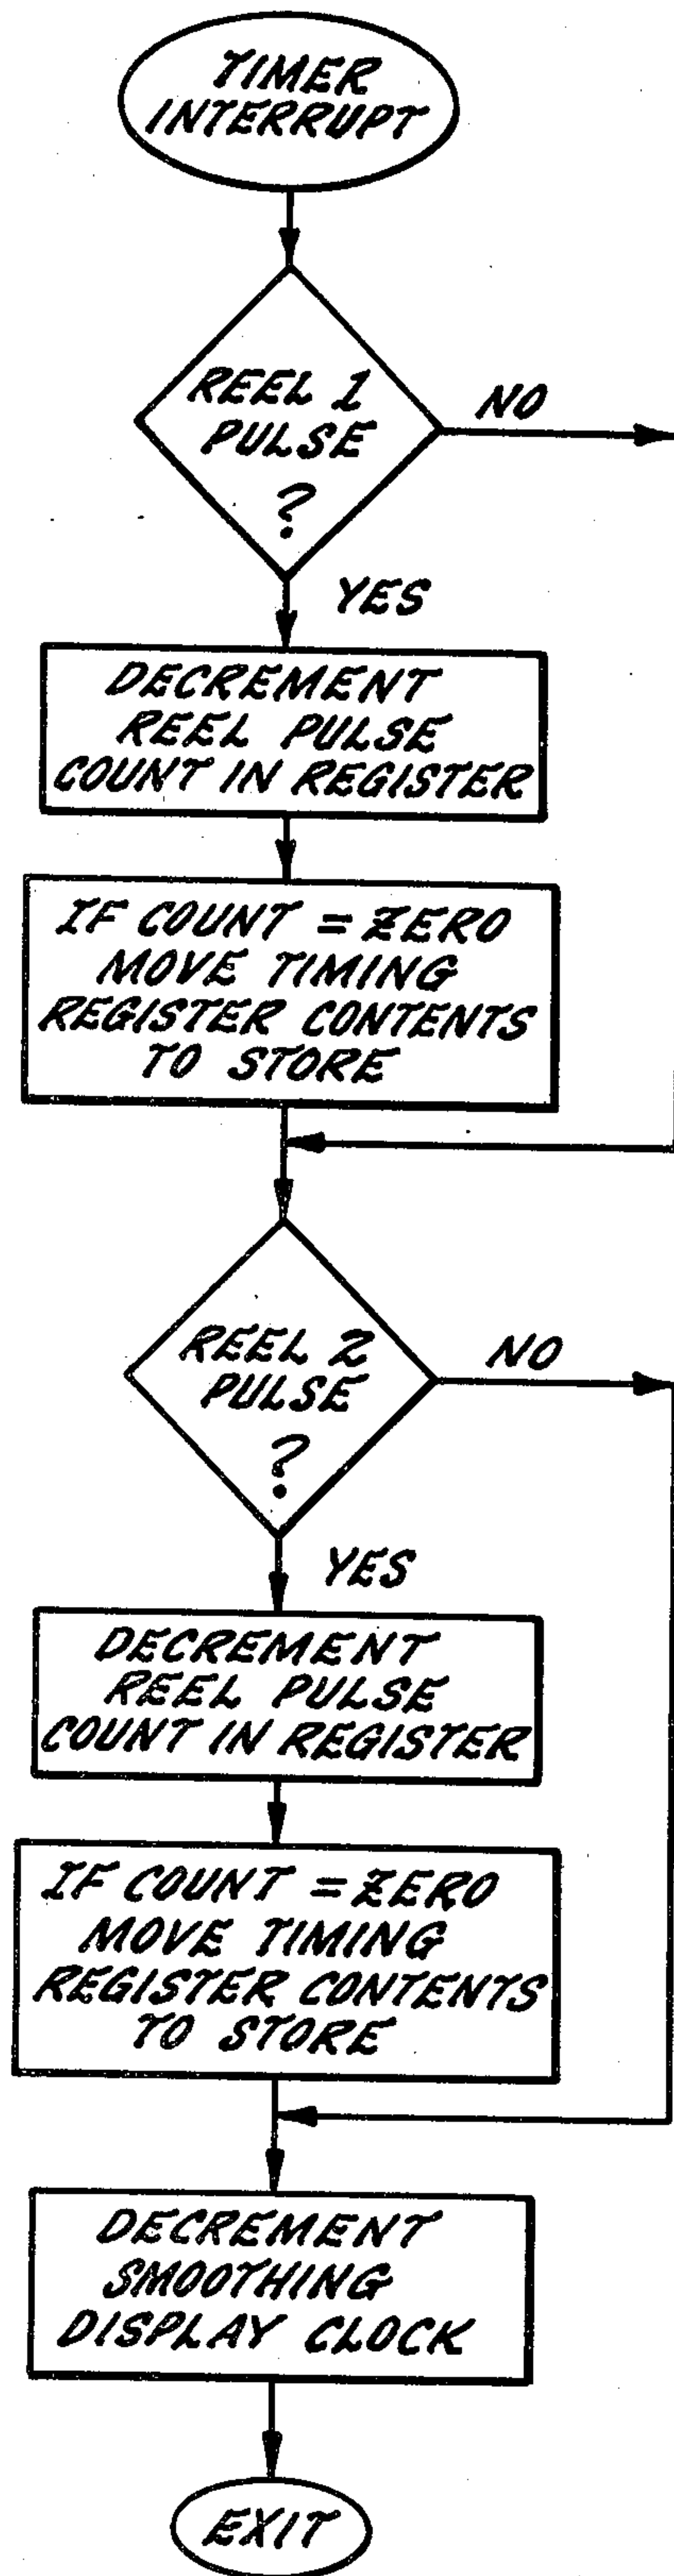 TIMER
INTERRUPT
REEL 1
PULSE
?
NO
YES
DECREMENT
REEL PULSE
COUNT IN REGISTER
IF COUNT = ZERO
MOVE TIMING
REGISTER CONTENTS
TO STORE
REEL 2
PULSE
?
NO
YES
DECREMENT
REEL PULSE
COUNT IN REGISTER
IF COUNT = ZERO
MOVE TIMING
REGISTER CONTENTS
TO STORE
DECREMENT
SMOOTHING
DISPLAY CLOCK
EXIT